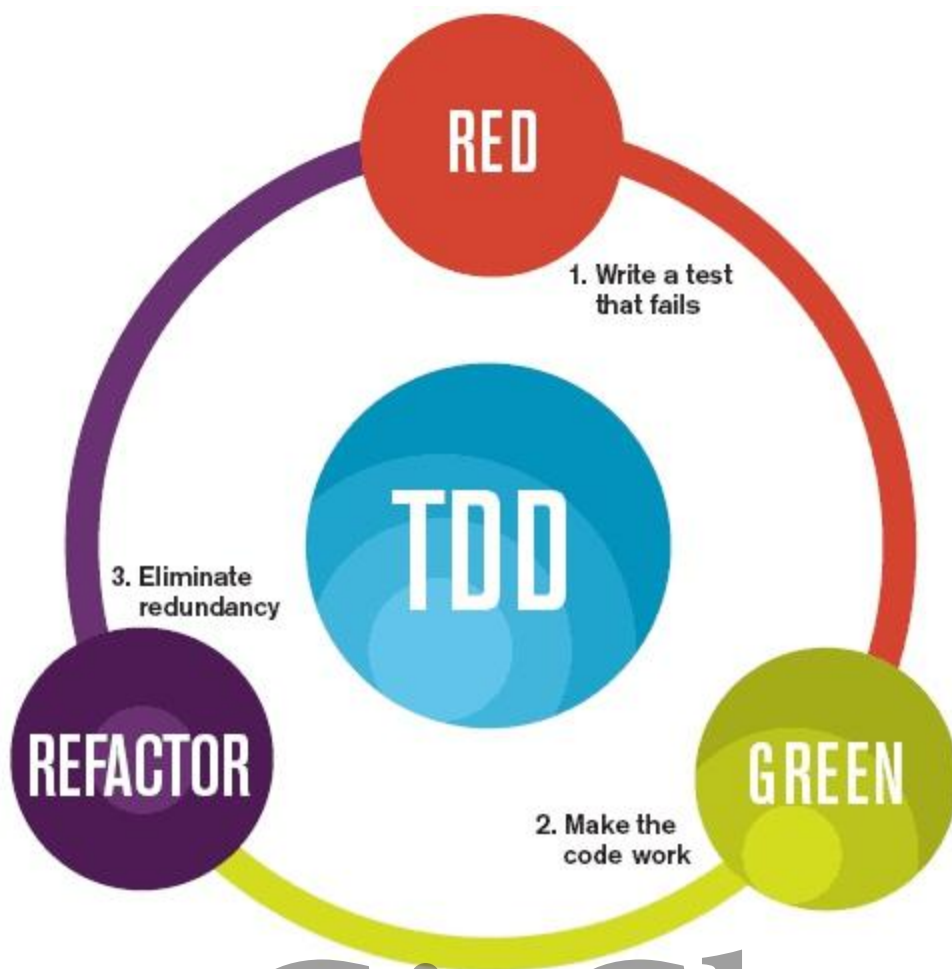 RED
1. Write a test
that fails
TDD
3. Eliminate
redundancy
REFACTOR
GREEN
2. Make the
code work